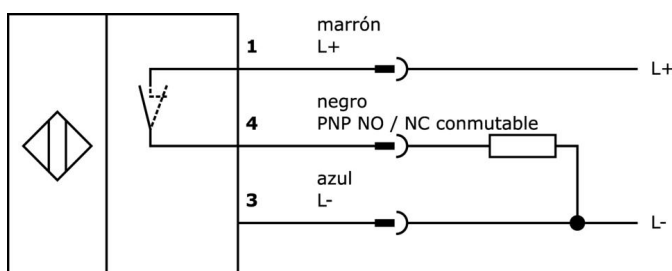 marrón
1 L+
L+
negro
4 PNP NO / NC conmutable
azul
3 L-
L-